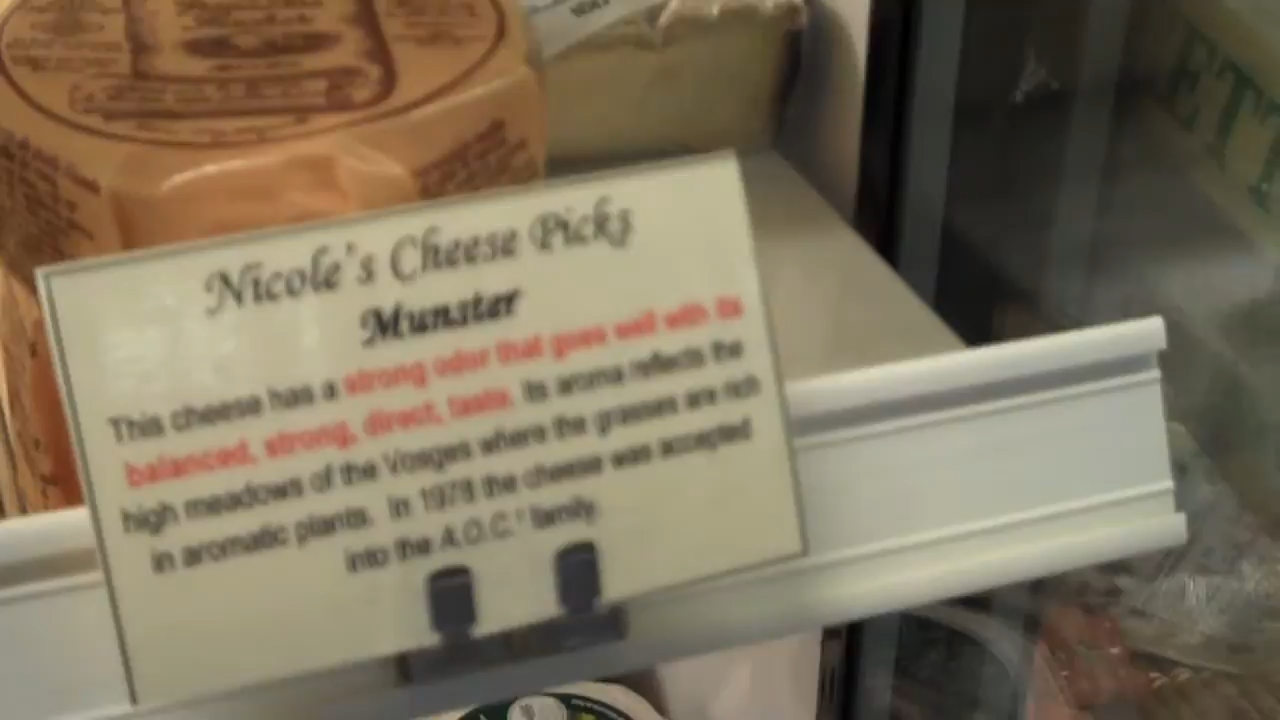 Nicole's Cheese Picks
Munster
This cheese has a strong odor that goes well with its
balanced, strong, direct, taste. Its aroma reflects the
high meadows of the Vosges where the grasses are rich
in aromatic plants. In 1978 the cheese was accepted
into the A.O.C.' family.
ETT